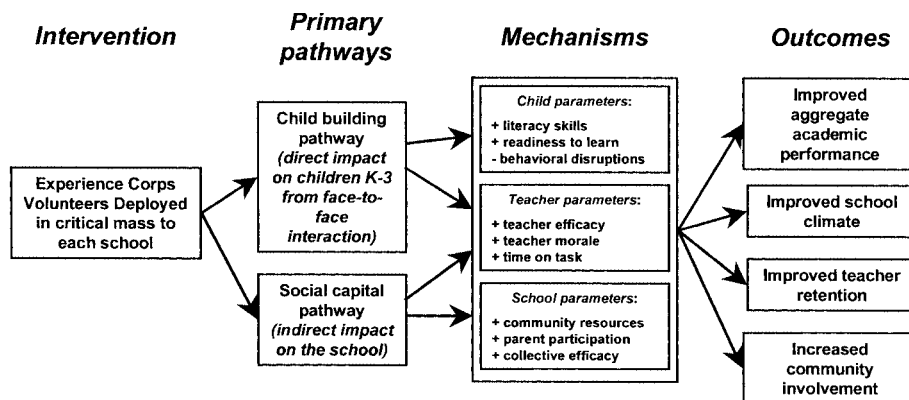 Intervention
Primary
pathways
Mechanisms
Outcomes
Experience Corps
Volunteers Deployed
in critical mass to
each school
Child building
pathway
(direct impact
on children K-3
from face-to-
face
interaction)
Social capital
pathway
(indirect impact
on the school)
Child parameters:
+ literacy skills
+ readiness to learn
- behavioral disruptions
Teacher parameters:
+ teacher efficacy
+ teacher morale
+ time on task
School parameters:
+ community resources
+ parent participation
+ collective efficacy
Improved
aggregate
academic
performance
Improved school
climate
Improved teacher
retention
Increased
community
involvement